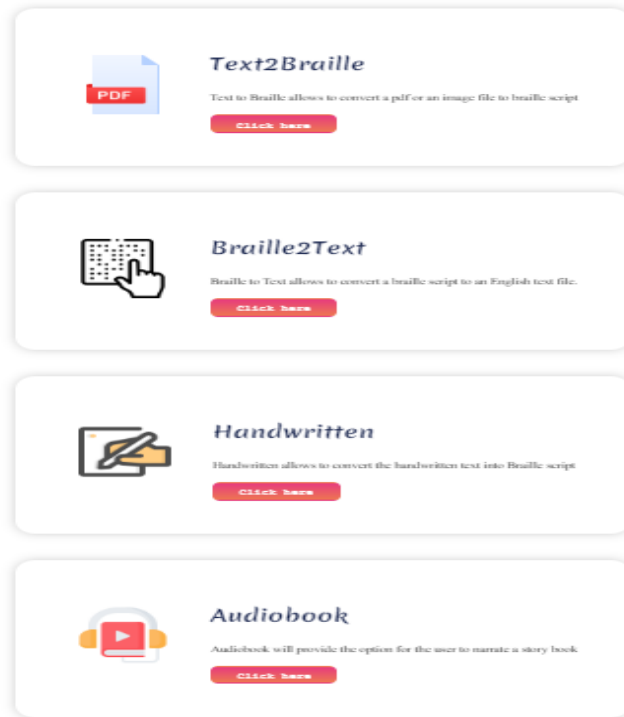 Text2Braille
PDF
Text to Braille allows to convert a pdf or an image file to braille script
Click here
Braille2Text
Braille to Text allows to convert a braille script to an English text file.
Click here
Handwritten
Handwritten allows to convert the handwritten text into Braille script
Click here
Audiobook
Audiobook will provide the option for the user to narrate a story book
Click here